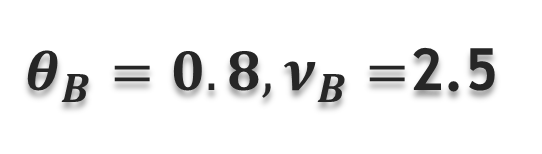 θ_B = 0.8, ν_B =2.5